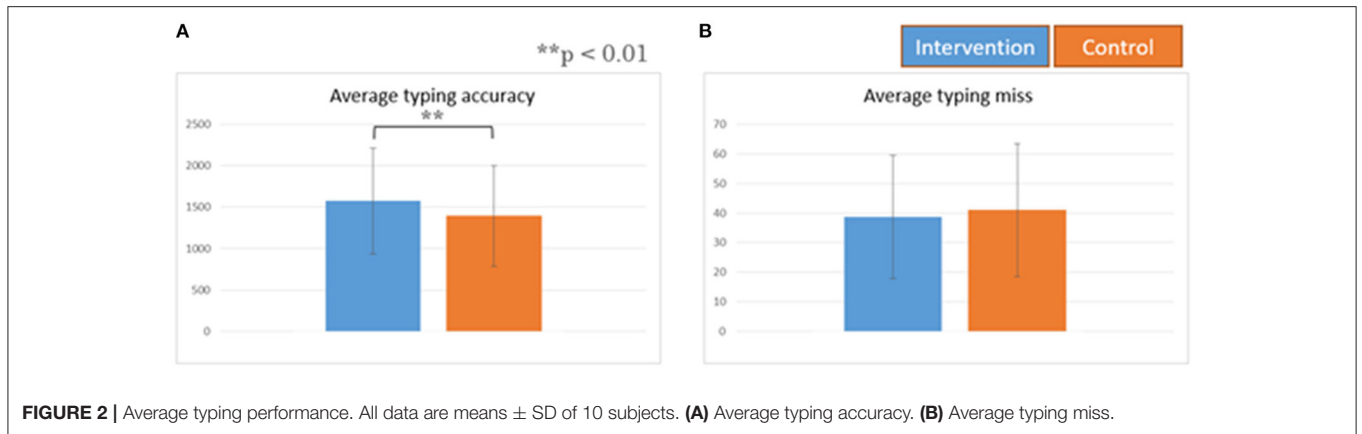 A
**p < 0.01
Average typing accuracy
**
2500
2000
1500
1000
500
0
B
Intervention
Control
Average typing miss
70
60
50
40
30
20
10
0
FIGURE 2 | Average typing performance. All data are means ± SD of 10 subjects. (A) Average typing accuracy. (B) Average typing miss.